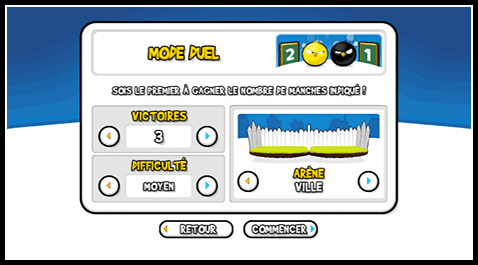 MODE DUEL
2 1
SOIS LE PREMIER À GAGNER LE NOMBRE DE MANCHES INDIQUÉ !
VICTOIRES
3
DIFFICULTÉ
MOYEN
ARÈNE
VILLE
RETOUR
COMMENCER